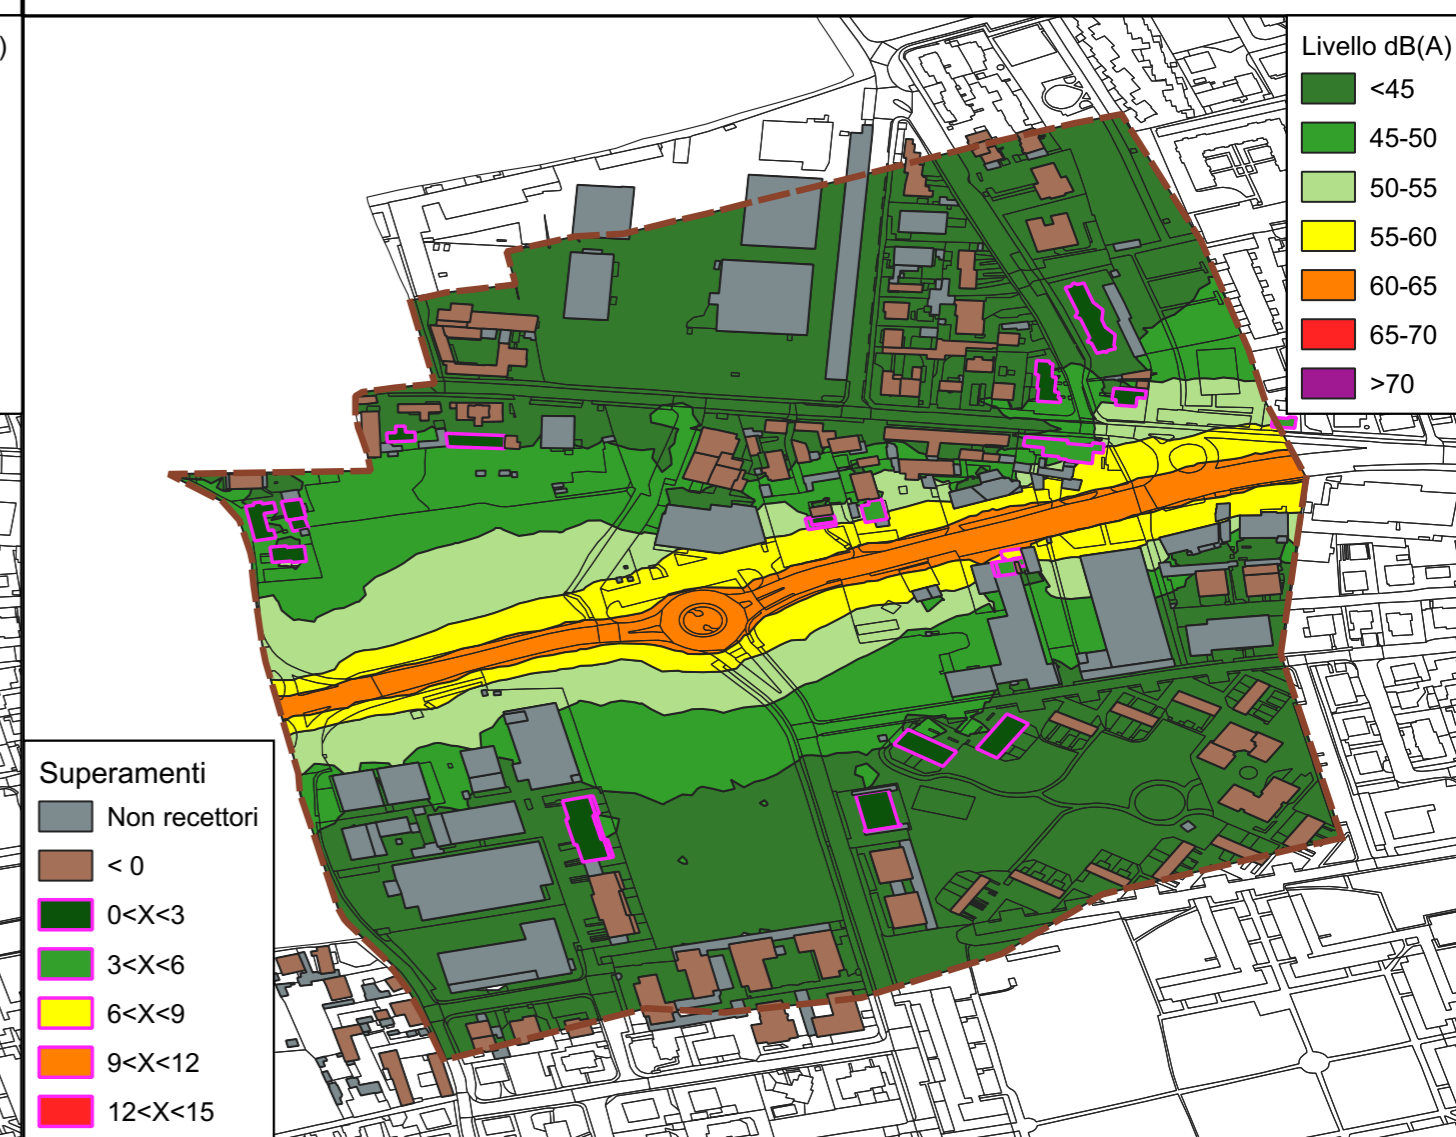 )
Livello dB(A)
<45
45-50
50-55
55-60
60-65
65-70
>70
Superamenti
Non recettori
< 0
0<X<3
3<X<6
6<X<9
9<X<12
12<X<15